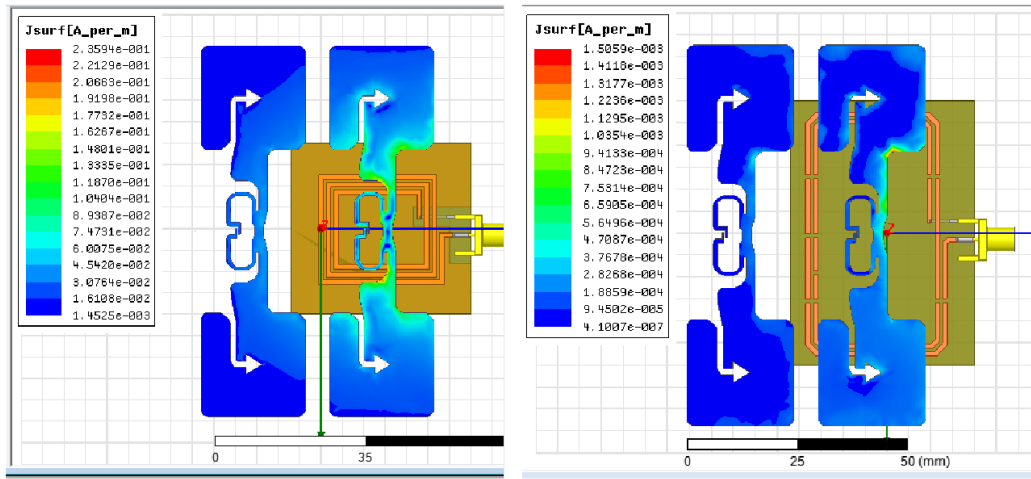 Jsurf[A_per_m]
2.3594e-001
2.2129e-001
2.0663e-001
1.9198e-001
1.7732e-001
1.6267e-001
1.4801e-001
1.3335e-001
1.1870e-001
1.0404e-001
8.9387e-002
7.4731e-002
6.0075e-002
4.5420e-002
3.0764e-002
1.6108e-002
1.4525e-003
0
35
Jsurf[A_per_m]
1.5059e-003
1.4118e-003
1.3177e-003
1.2236e-003
1.1295e-003
1.0354e-003
9.4133e-004
8.4723e-004
7.5314e-004
6.5905e-004
5.6496e-004
4.7087e-004
3.7678e-004
2.8268e-004
1.8859e-004
9.4502e-005
4.1007e-007
0
25
50 (mm)